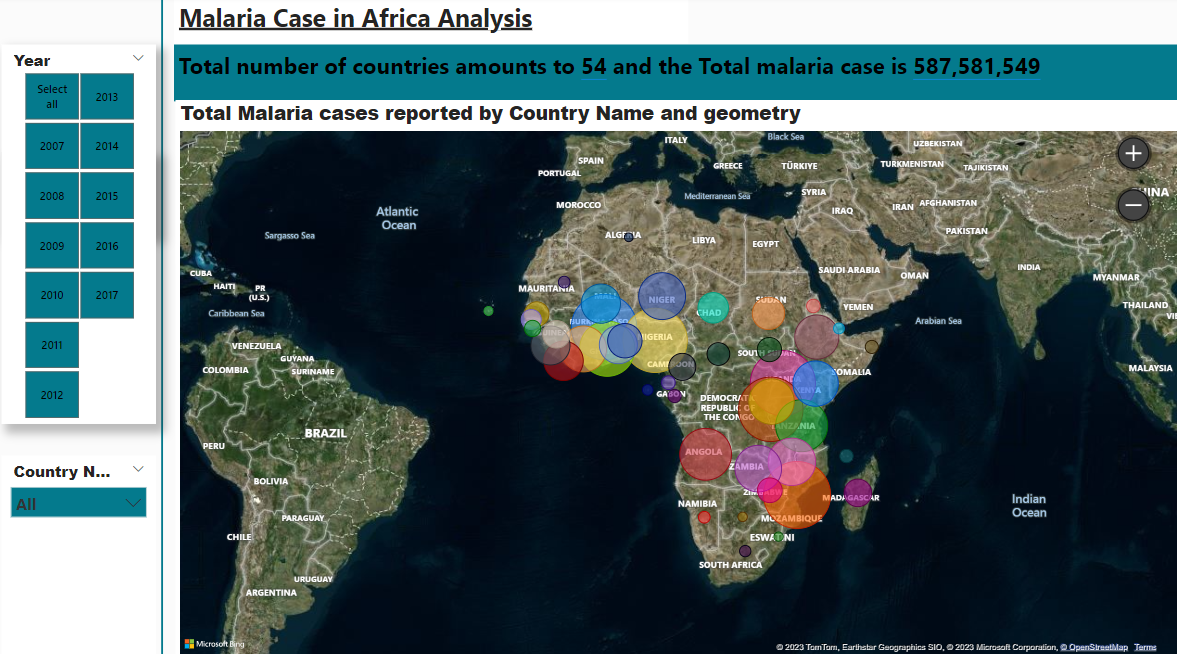 Malaria Case in Africa Analysis
Total number of countries amounts to 54 and the Total malaria case is 587,581,549
Total Malaria cases reported by Country Name and geometry
Year
Select all
2013
2007
2014
2008
2015
2009
2016
2010
2017
2011
2012
Country N...
All
ITALY
Black Sea
UZBEKISTAN
SPAIN
PORTUGAL
GREECE
TÜRKIYE
TURKMENISTAN
TAJIKISTAN
SYRIA
Mediterranean Sea
MOROCCO
IRAQ
IRAN
AFGHANISTAN
Atlantic
Ocean
PAKISTAN
Sargasso Sea
LIBYA
EGYPT
CUBA
HAITI
PR
(U.S.)
SAUDI ARABIA
OMAN
INDIA
MYANMAR
MAURITANIA
MALI
NIGER
SUDAN
YEMEN
THAILAND
Caribbean Sea
CHAD
BURKINA FASO
Arabian Sea
VENEZUELA
GUYANA
SURINAME
COLOMBIA
SOUTH SUDAN
MALAYSIA
GABON
KENYA
DEMOCRATIC
REPUBLIC OF
THE CONGO
TANZANIA
BRAZIL
PERU
ANGOLA
ZAMBIA
BOLIVIA
ZIMBABWE
MADAGASCAR
NAMIBIA
Indian
Ocean
PARAGUAY
MOZAMBIQUE
CHILE
ESWATINI
SOUTH AFRICA
URUGUAY
ARGENTINA
Microsoft Bing
© 2023 TomTom, Earthstar Geographics SIO, © 2023 Microsoft Corporation, © OpenStreetMap Terms